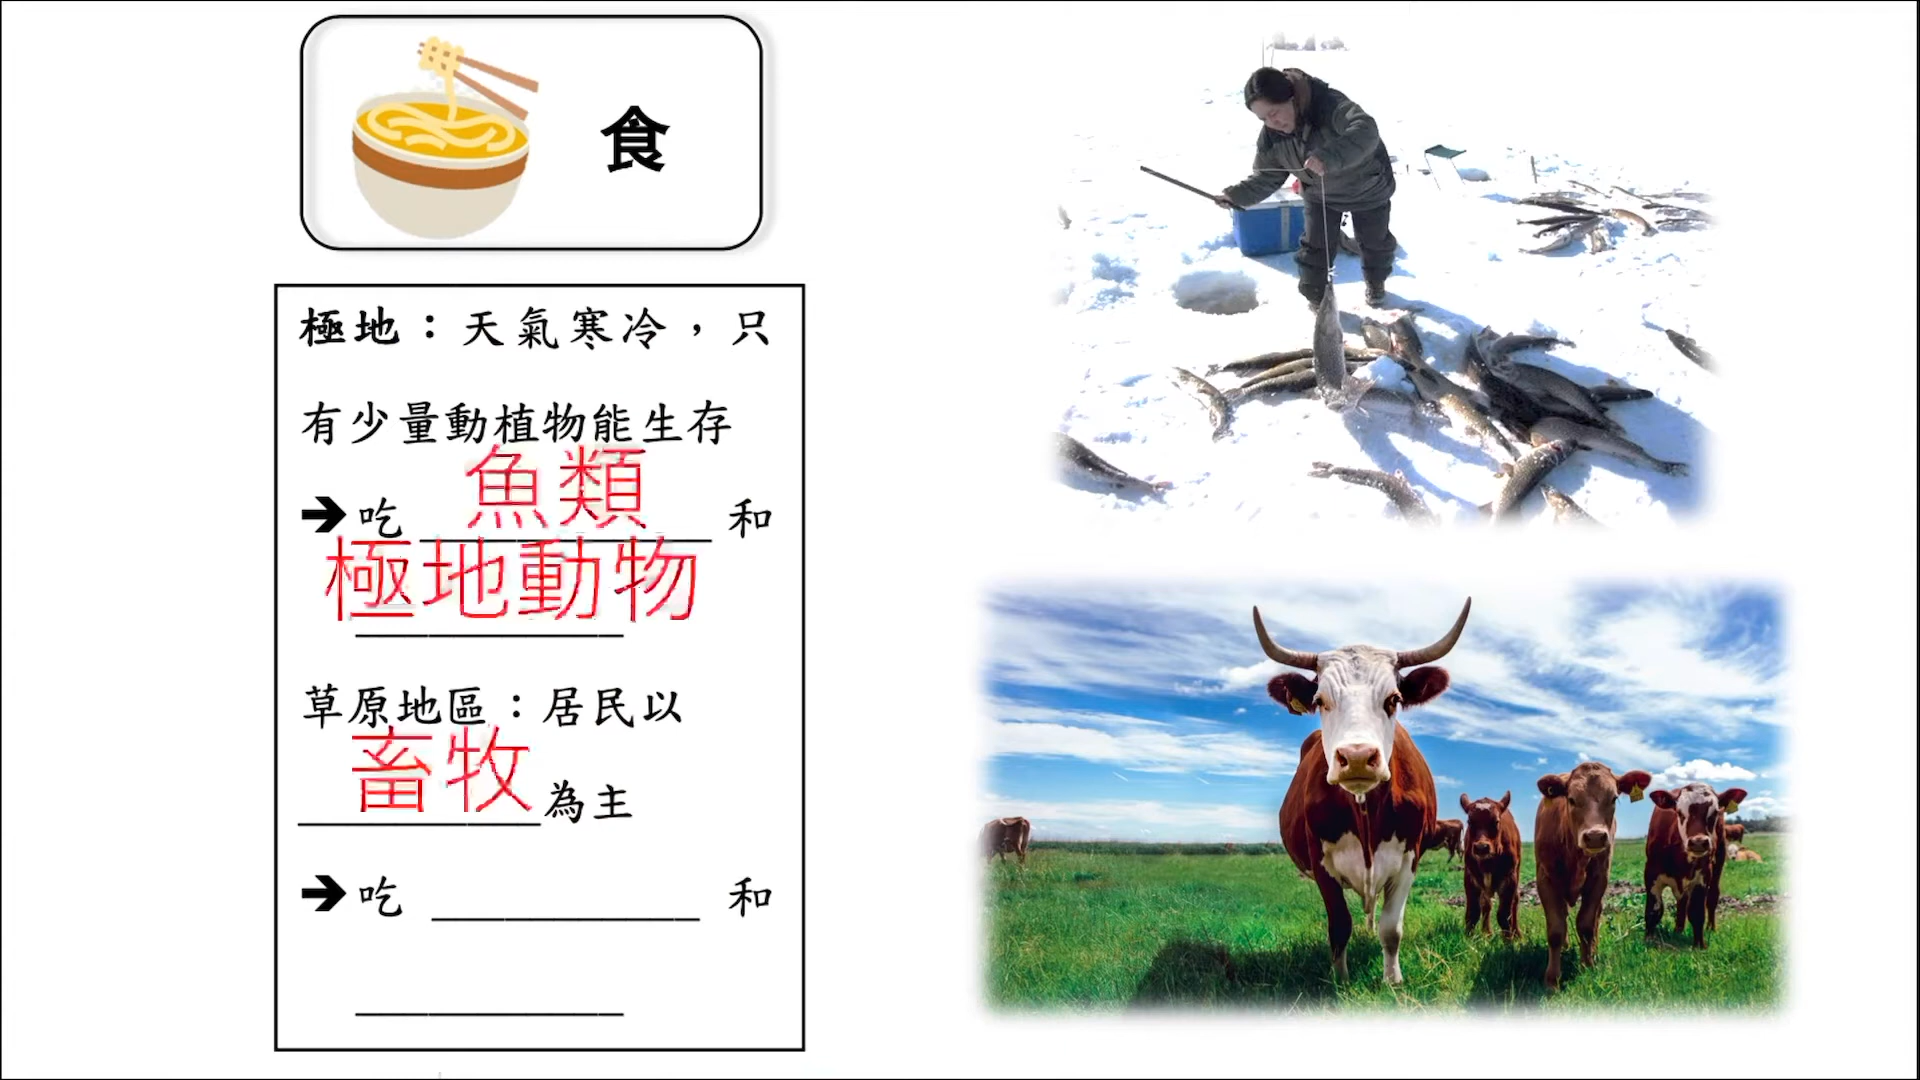 食
極地：天氣寒冷，只
有少量動植物能生存
➔吃 魚類 和
極地動物
草原地區：居民以
畜牧為主
➔吃 ___________ 和
___________